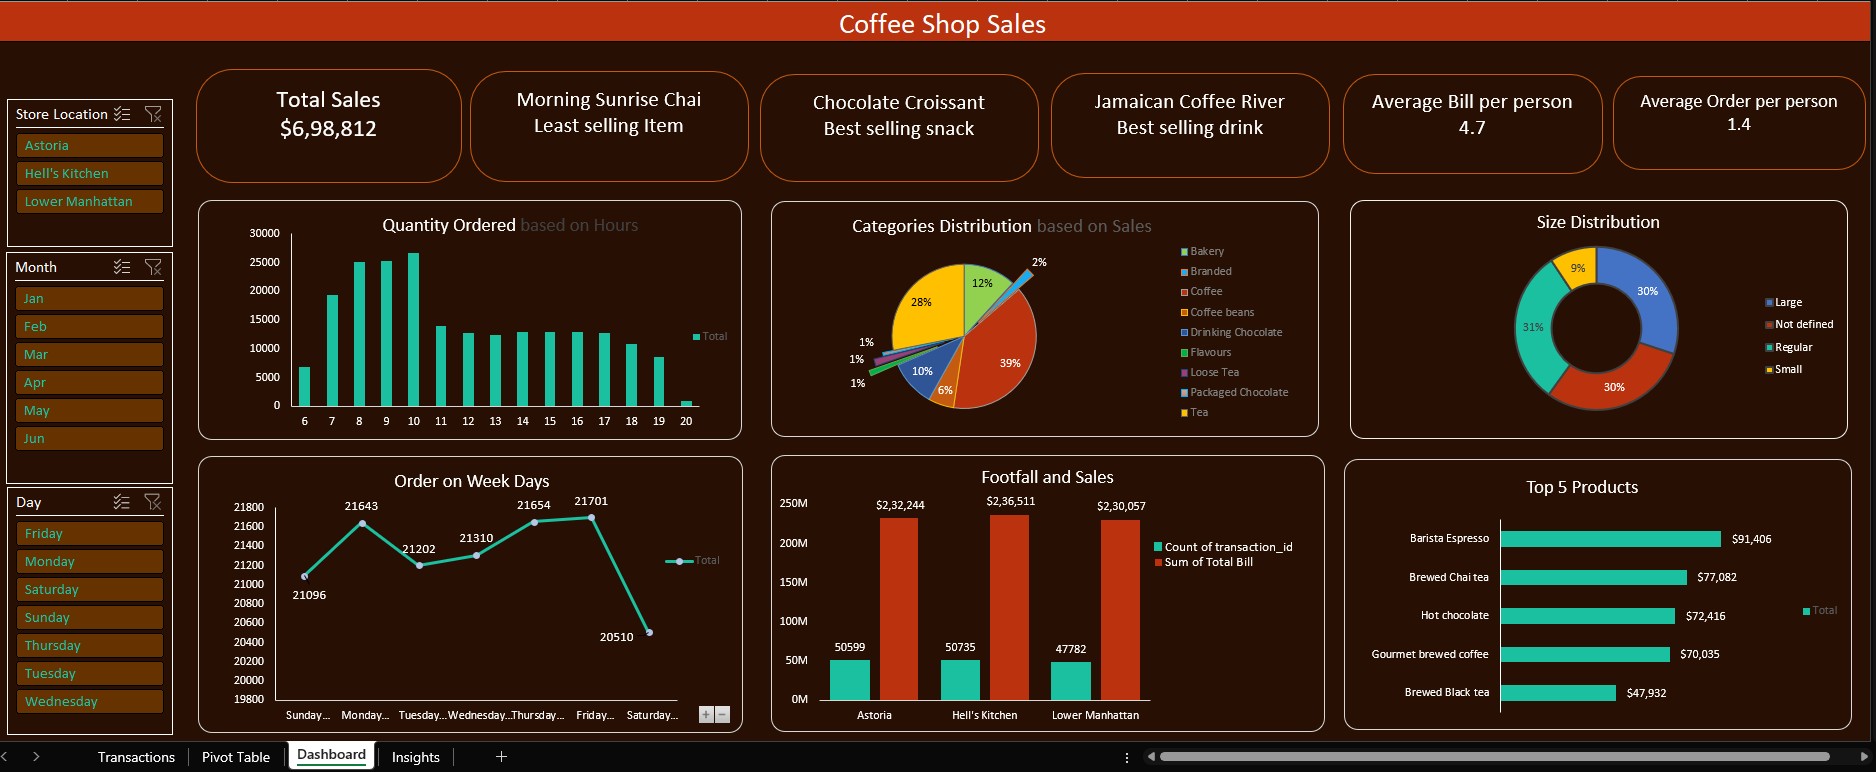 Coffee Shop Sales
Total Sales
$6,98,812
Morning Sunrise Chai
Least selling Item
Chocolate Croissant
Best selling snack
Jamaican Coffee River
Best selling drink
Average Bill per person
4.7
Average Order per person
1.4
Store Location
Astoria
Hell's Kitchen
Lower Manhattan
Month
Jan
Feb
Mar
Apr
May
Jun
Day
Friday
Monday
Saturday
Sunday
Thursday
Tuesday
Wednesday
Quantity Ordered based on Hours
30000
25000
20000
15000
10000
5000
0
6 7 8 9 10 11 12 13 14 15 16 17 18 19 20
Total
Categories Distribution based on Sales
12%
2%
39%
6%
10%
1%
1%
1%
28%
Bakery
Branded
Coffee
Coffee beans
Drinking Chocolate
Flavours
Loose Tea
Packaged Chocolate
Tea
Size Distribution
9%
30%
31%
30%
Large
Not defined
Regular
Small
Order on Week Days
21800
21600
21400
21200
21000
20800
20600
20400
20200
20000
19800
21096
21643
21202
21310
21654
21701
20510
Sunday... Monday... Tuesday... Wednesday... Thursday... Friday... Saturday...
Total
+ −
Footfall and Sales
250M
200M
150M
100M
50M
0M
$2,32,244
$2,36,511
$2,30,057
50599
50735
47782
Astoria Hell's Kitchen Lower Manhattan
Count of transaction_id
Sum of Total Bill
Top 5 Products
Barista Espresso $91,406
Brewed Chai tea $77,082
Hot chocolate $72,416
Gourmet brewed coffee $70,035
Brewed Black tea $47,932
Total
Transactions Pivot Table Dashboard Insights +